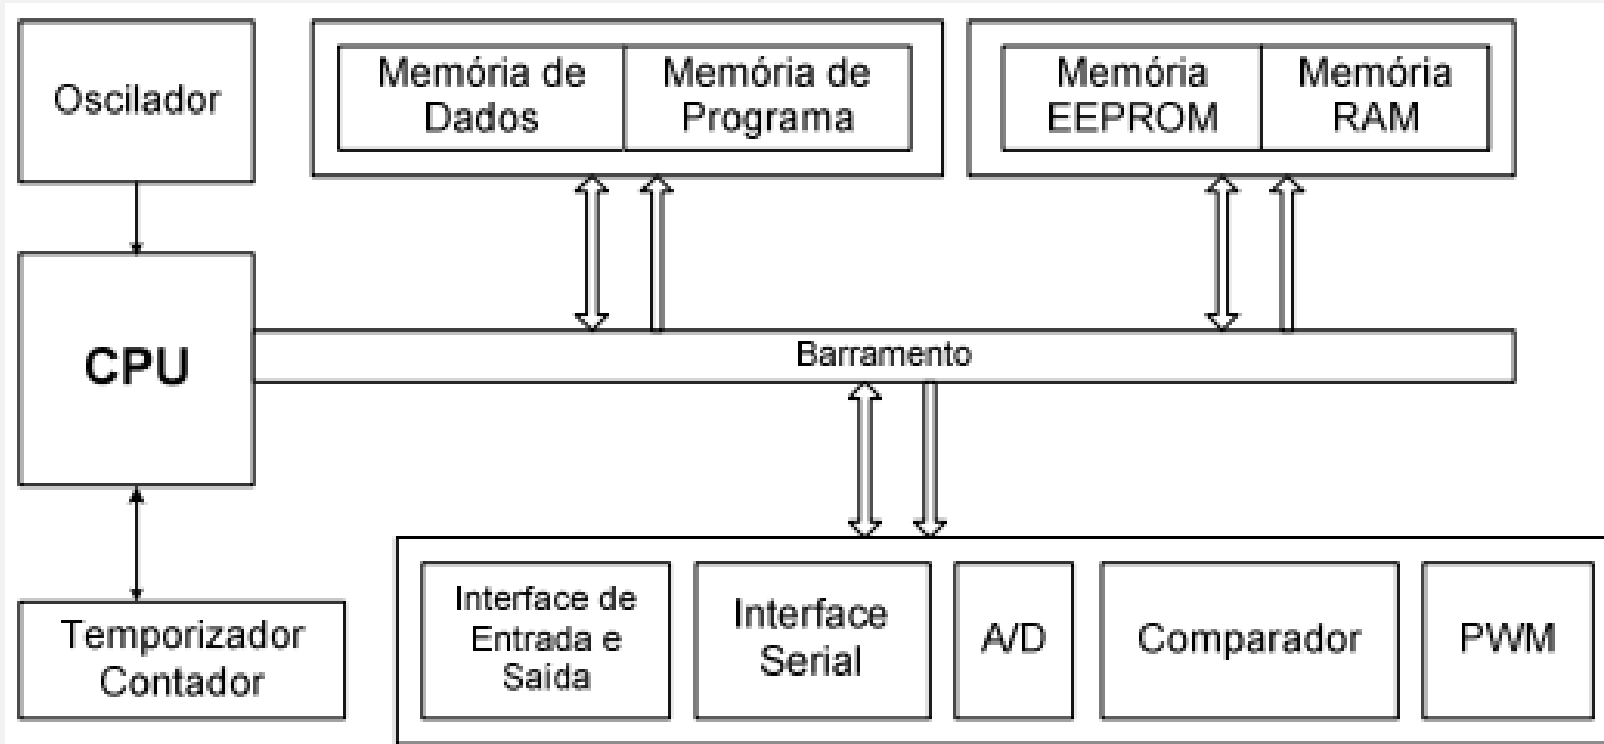 Oscilador
Memória de
Dados
Memória de
Programa
Memória
EEPROM
Memória
RAM
CPU
Barramento
Temporizador
Contador
Interface de
Entrada e
Saída
Interface
Serial
A/D
Comparador
PWM